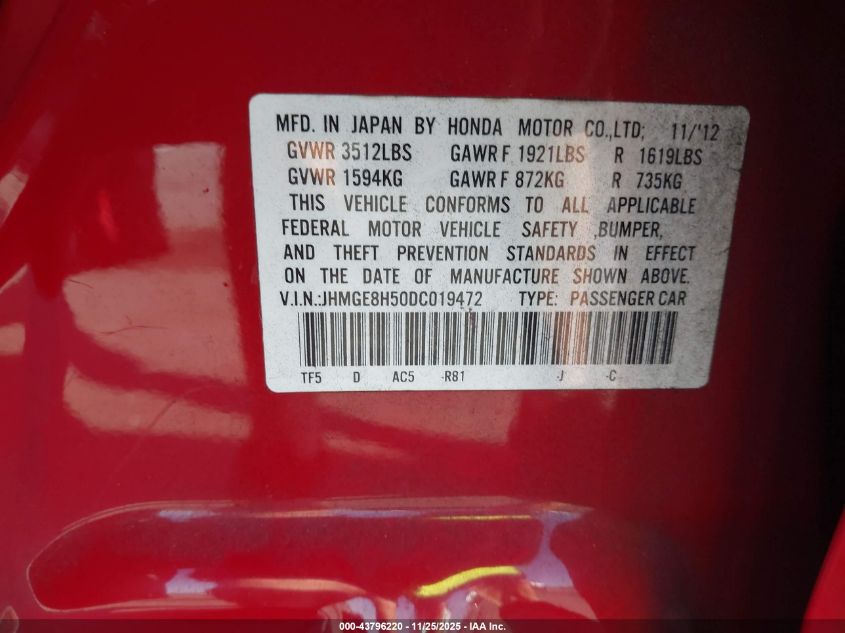 MFD. IN JAPAN BY HONDA MOTOR CO.,LTD; 11/'12
GVWR 3512LBS GAWR F 1921LBS R 1619LBS
GVWR 1594KG GAWR F 872KG R 735KG
THIS VEHICLE CONFORMS TO ALL APPLICABLE
FEDERAL MOTOR VEHICLE SAFETY ,BUMPER,
AND THEFT PREVENTION STANDARDS IN EFFECT
ON THE DATE OF MANUFACTURE SHOWN ABOVE.
V.I.N.:JHMGE8H50DC019472 TYPE: PASSENGER CAR
TF5 D AC5 -R81 -J -C
000-43796220 - 11/25/2025 - IAA Inc.